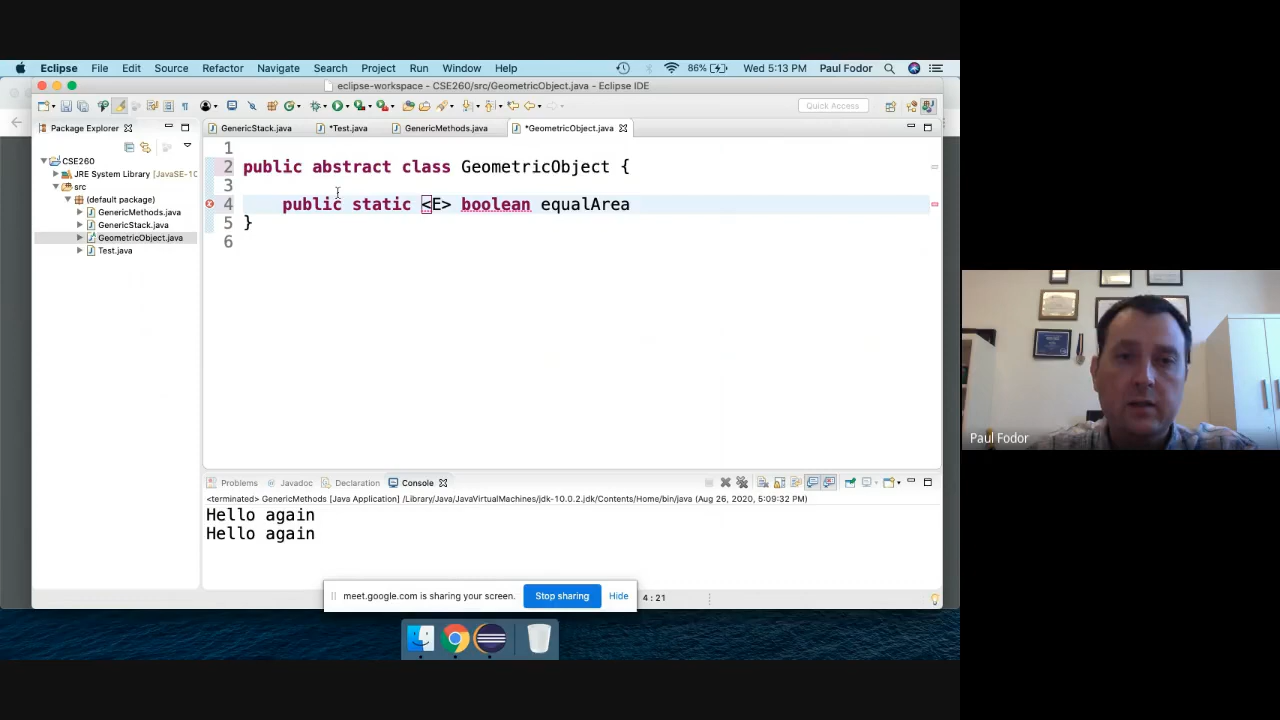 Eclipse File Edit Source Refactor Navigate Search Project Run Window Help 86% Wed 5:13 PM Paul Fodor
eclipse-workspace - CSE260/src/GeometricObject.java - Eclipse IDE
Quick Access
Package Explorer
GenericStack.java *Test.java GenericMethods.java *GeometricObject.java
CSE260
JRE System Library [JavaSE-10
src
(default package)
GenericMethods.java
GenericStack.java
GeometricObject.java
Test.java
1
2 public abstract class GeometricObject {
3
4 public static <E> boolean equalArea
5 }
6
Problems Javadoc Declaration Console
<terminated> GenericMethods [Java Application] /Library/Java/JavaVirtualMachines/jdk-10.0.2.jdk/Contents/Home/bin/java (Aug 26, 2020, 5:09:32 PM)
Hello again
Hello again
meet.google.com is sharing your screen. Stop sharing Hide
4 : 21
Paul Fodor